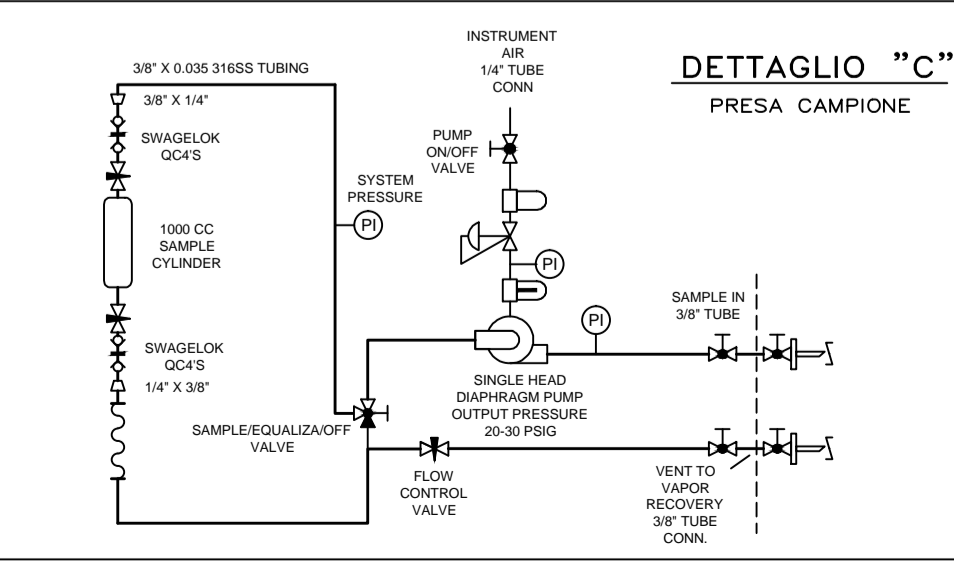 INSTRUMENT
AIR
1/4" TUBE
CONN
DETTAGLIO "C"
PRESA CAMPIONE
3/8" X 0.035 316SS TUBING
3/8" X 1/4"
SWAGELOK
QC4'S
PUMP
ON/OFF
VALVE
SYSTEM
PRESSURE
PI
1000 CC
SAMPLE
CYLINDER
PI
SAMPLE IN
3/8" TUBE
PI
SWAGELOK
QC4'S
1/4" X 3/8"
SINGLE HEAD
DIAPHRAGM PUMP
OUTPUT PRESSURE
20-30 PSIG
SAMPLE/EQUALIZA/OFF
VALVE
FLOW
CONTROL
VALVE
VENT TO
VAPOR
RECOVERY
3/8" TUBE
CONN.